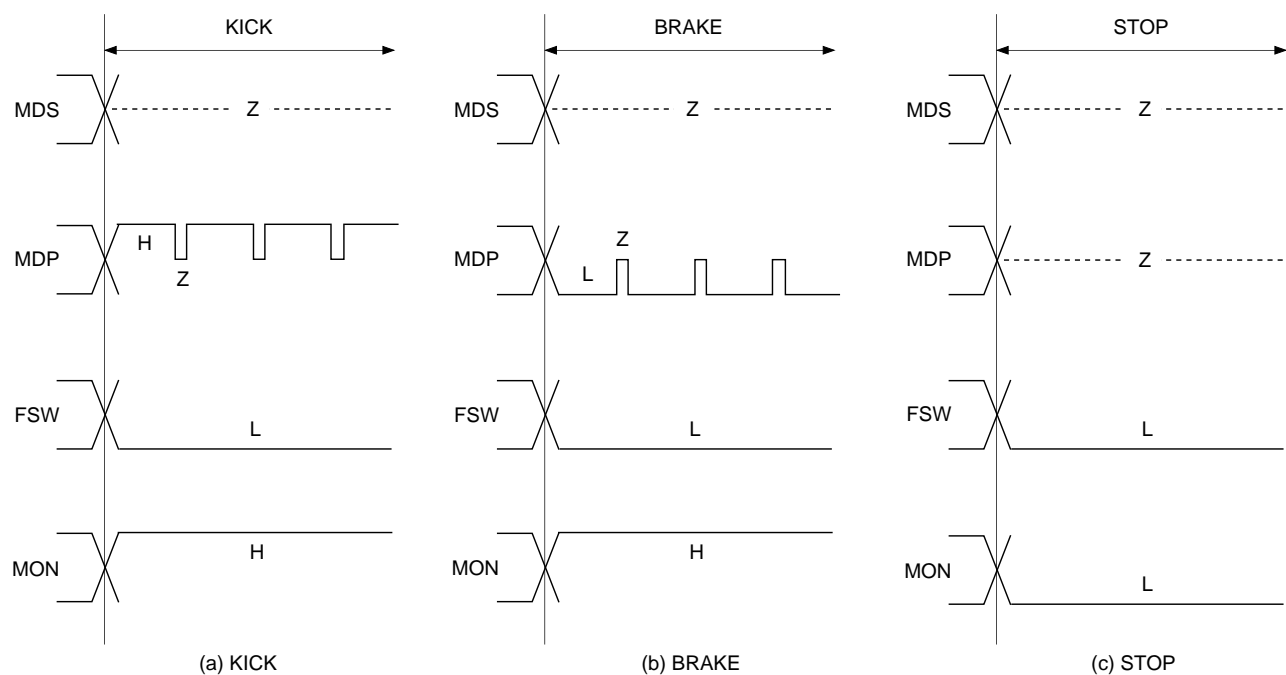 KICK
MDS
Z
MDP
H
Z
FSW
L
MON
H
(a) KICK
BRAKE
MDS
Z
MDP
Z
L
FSW
L
MON
H
(b) BRAKE
STOP
MDS
Z
MDP
Z
FSW
L
MON
L
(c) STOP